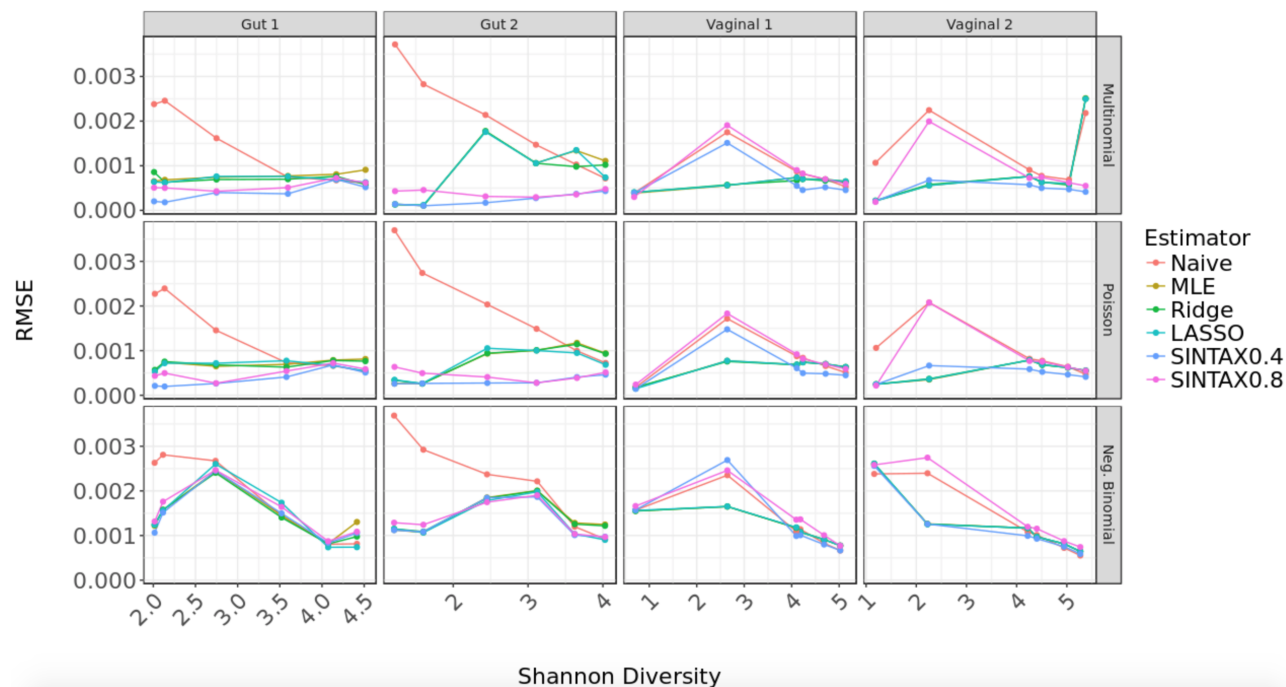 Gut 1 Gut 2 Vaginal 1 Vaginal 2
0.003
0.002
0.001
0.000
Multinomial
0.003
0.002
0.001
0.000
Poisson
0.003
0.002
0.001
0.000
Neg. Binomial
RMSE
2.0 2.5 3.0 3.5 4.0 4.5 2 3 4 1 2 3 4 5 1 2 3 4 5
Shannon Diversity
Estimator
Naive
MLE
Ridge
LASSO
SINTAX0.4
SINTAX0.8